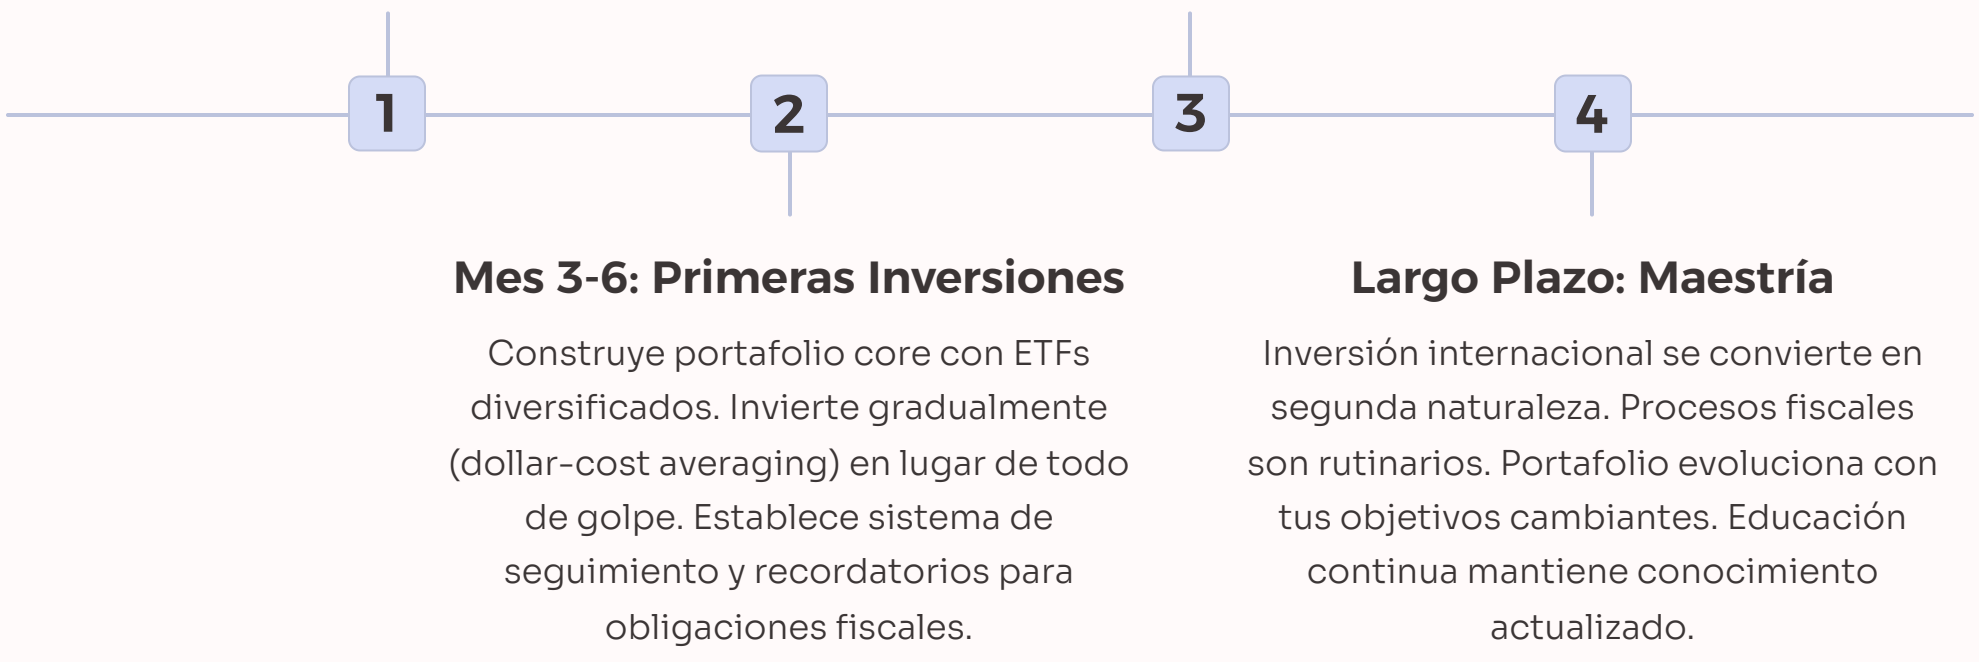 1
2
3
4
Mes 3-6: Primeras Inversiones
Construye portafolio core con ETFs
diversificados. Invierte gradualmente
(dollar-cost averaging) en lugar de todo
de golpe. Establece sistema de
seguimiento y recordatorios para
obligaciones fiscales.
Largo Plazo: Maestría
Inversión internacional se convierte en
segunda naturaleza. Procesos fiscales
son rutinarios. Portafolio evoluciona con
tus objetivos cambiantes. Educación
continua mantiene conocimiento
actualizado.